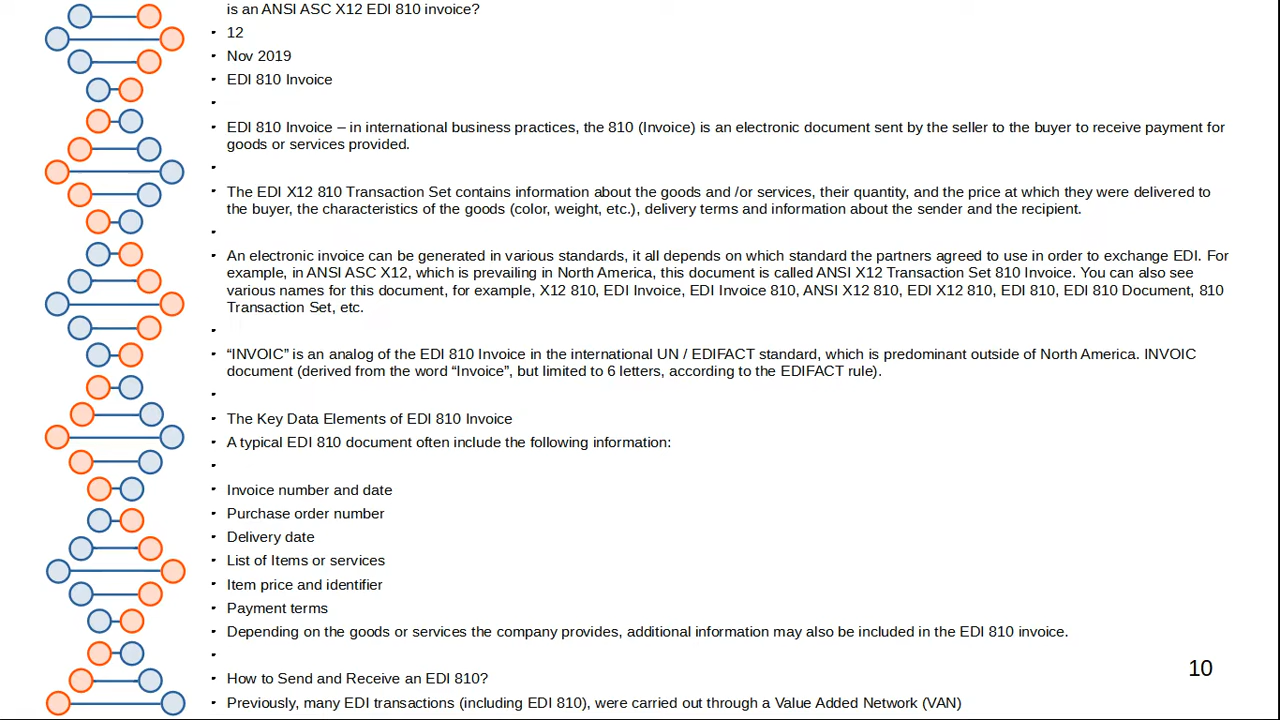 is an ANSI ASC X12 EDI 810 invoice?
12
Nov 2019
EDI 810 Invoice
EDI 810 Invoice – in international business practices, the 810 (Invoice) is an electronic document sent by the seller to the buyer to receive payment for
goods or services provided.
The EDI X12 810 Transaction Set contains information about the goods and /or services, their quantity, and the price at which they were delivered to
the buyer, the characteristics of the goods (color, weight, etc.), delivery terms and information about the sender and the recipient.
An electronic invoice can be generated in various standards, it all depends on which standard the partners agreed to use in order to exchange EDI. For
example, in ANSI ASC X12, which is prevailing in North America, this document is called ANSI X12 Transaction Set 810 Invoice. You can also see
various names for this document, for example, X12 810, EDI Invoice, EDI Invoice 810, ANSI X12 810, EDI X12 810, EDI 810, EDI 810 Document, 810
Transaction Set, etc.
“INVOIC” is an analog of the EDI 810 Invoice in the international UN / EDIFACT standard, which is predominant outside of North America. INVOIC
document (derived from the word “Invoice”, but limited to 6 letters, according to the EDIFACT rule).
The Key Data Elements of EDI 810 Invoice
A typical EDI 810 document often include the following information:
Invoice number and date
Purchase order number
Delivery date
List of Items or services
Item price and identifier
Payment terms
Depending on the goods or services the company provides, additional information may also be included in the EDI 810 invoice.
How to Send and Receive an EDI 810?
Previously, many EDI transactions (including EDI 810), were carried out through a Value Added Network (VAN)
10